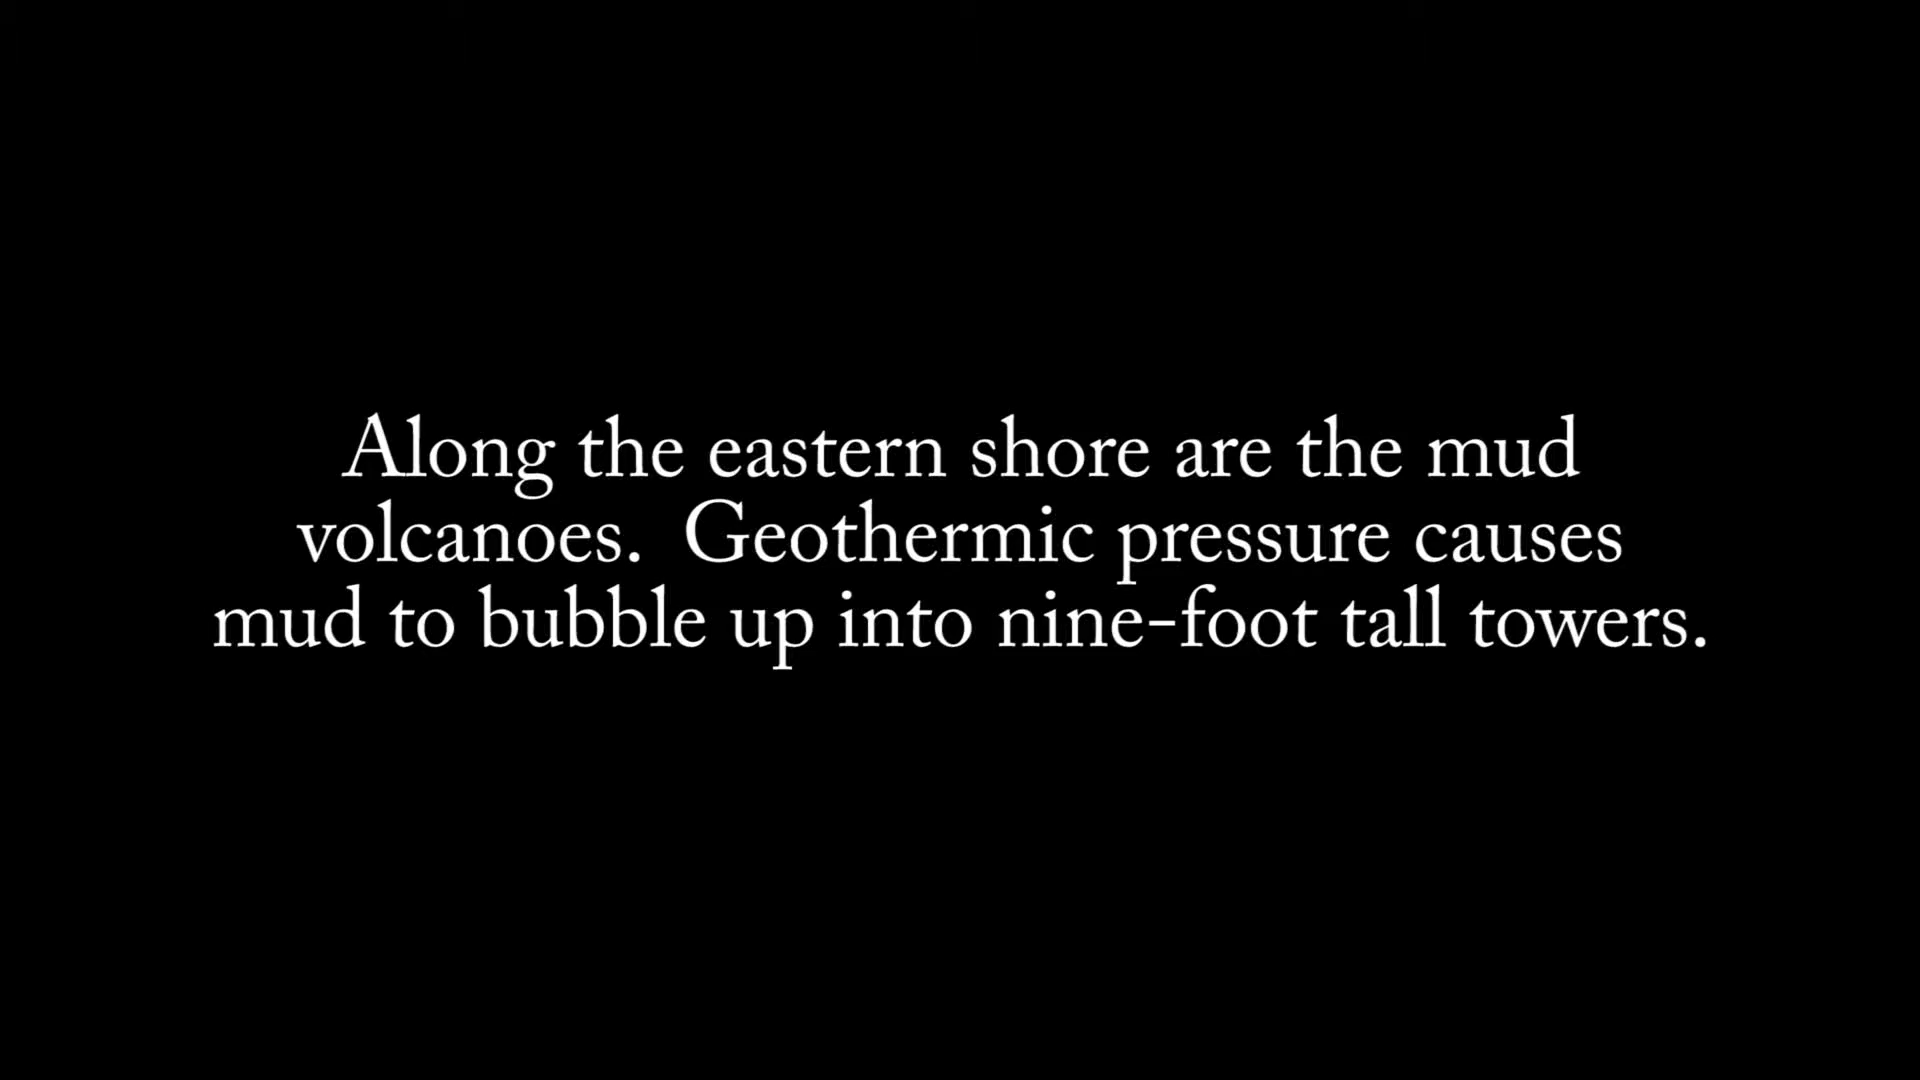 Along the eastern shore are the mud
volcanoes.  Geothermic pressure causes
mud to bubble up into nine-foot tall towers.